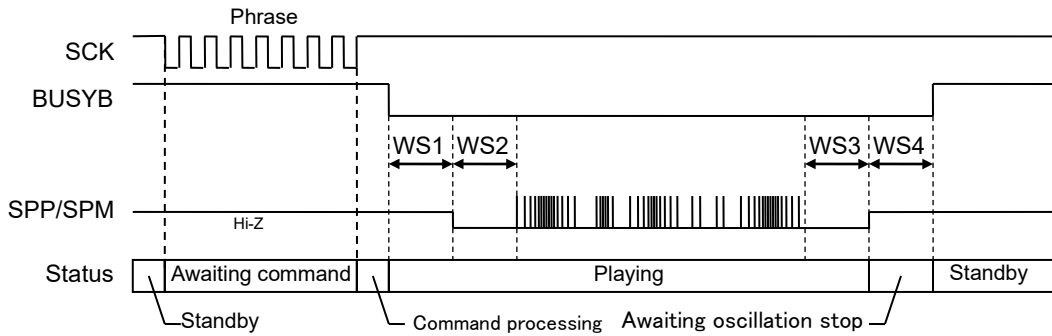 Phrase
SCK
BUSYB
WS1 WS2 WS3 WS4
SPP/SPM
Hi-Z
Status Awaiting command Playing Standby
Standby Command processing Awaiting oscillation stop